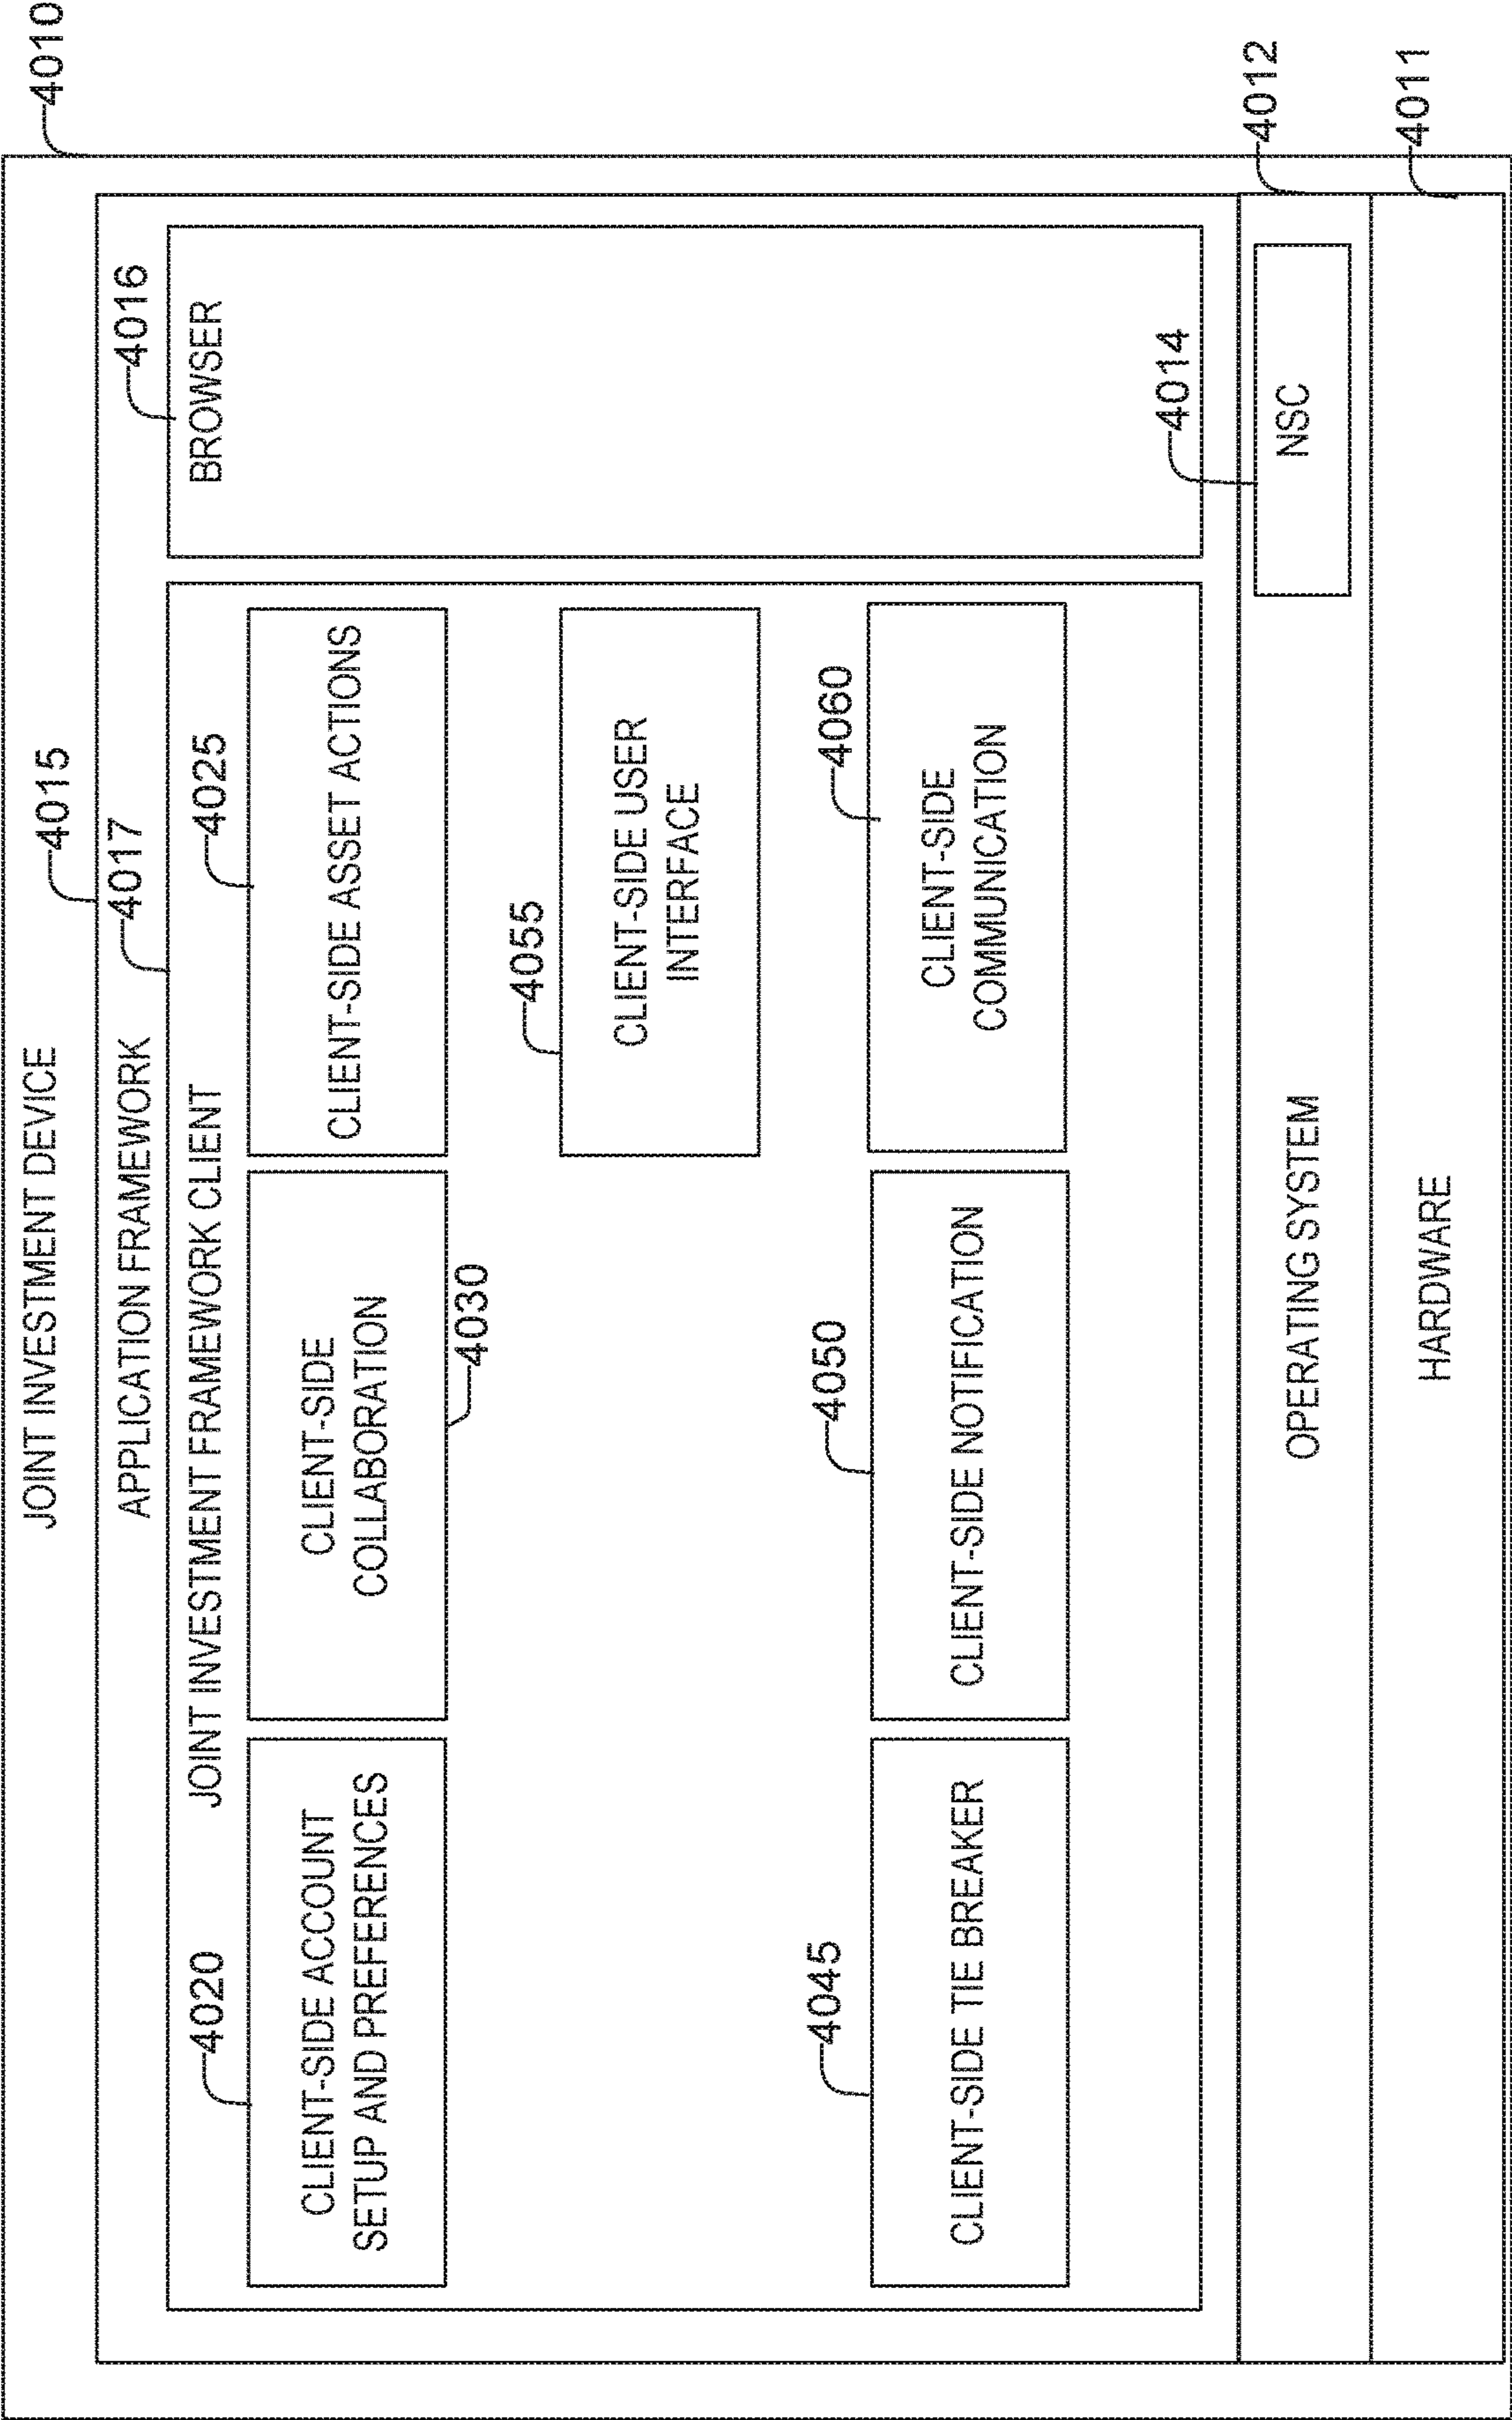 4010
JOINT INVESTMENT DEVICE
4015
APPLICATION FRAMEWORK
4017
4016
JOINT INVESTMENT FRAMEWORK CLIENT
BROWSER
4020
4025
CLIENT-SIDE ACCOUNT
SETUP AND PREFERENCES
CLIENT-SIDE
COLLABORATION
4030
CLIENT-SIDE ASSET ACTIONS
4055
CLIENT-SIDE USER
INTERFACE
4045
CLIENT-SIDE TIE BREAKER
4050
CLIENT-SIDE NOTIFICATION
4060
CLIENT-SIDE
COMMUNICATION
4014
NSC
4012
OPERATING SYSTEM
4011
HARDWARE